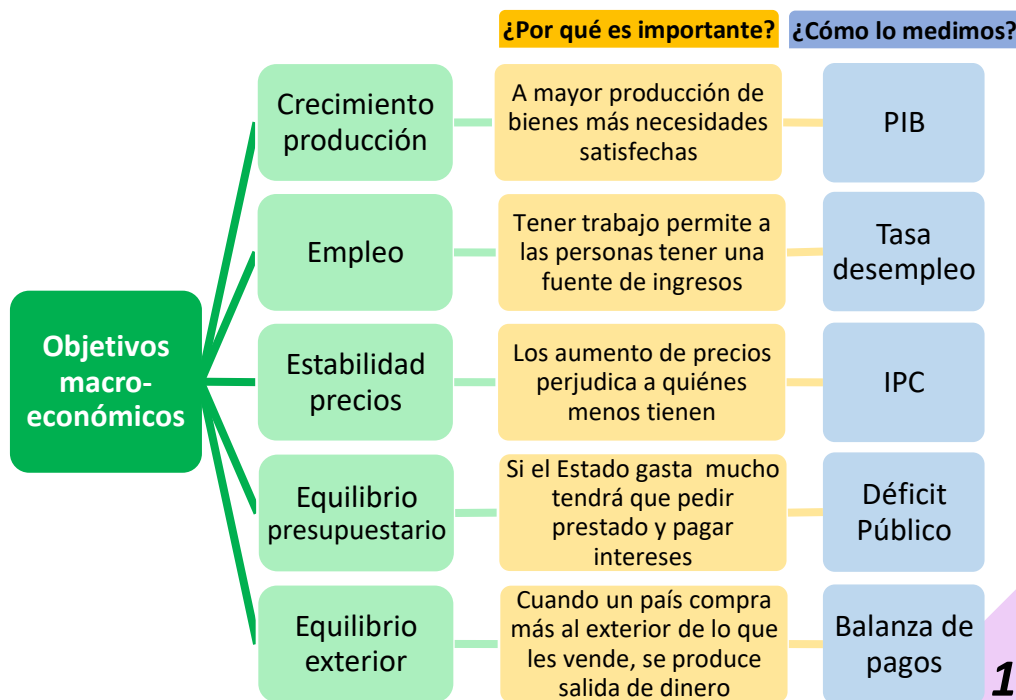 ¿Por qué es importante?
¿Cómo lo medimos?
Objetivos
macro-
económicos
Crecimiento
producción
A mayor producción de
bienes más necesidades
satisfechas
PIB
Empleo
Tener trabajo permite a
las personas tener una
fuente de ingresos
Tasa
desempleo
Estabilidad
precios
Los aumento de precios
perjudica a quiénes
menos tienen
IPC
Equilibrio
presupuestario
Si el Estado gasta  mucho
tendrá que pedir
prestado y pagar
intereses
Déficit
Público
Equilibrio
exterior
Cuando un país compra
más al exterior de lo que
les vende, se produce
salida de dinero
Balanza de
pagos
1